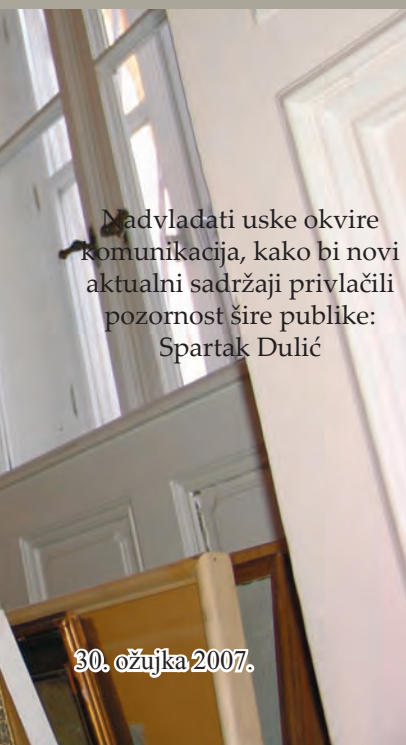 Nadvladati uske okvire
komunikacija, kako bi novi
aktualni sadržaji privlačili
pozornost šire publike:
Spartak Dulić
30. ožujka 2007.